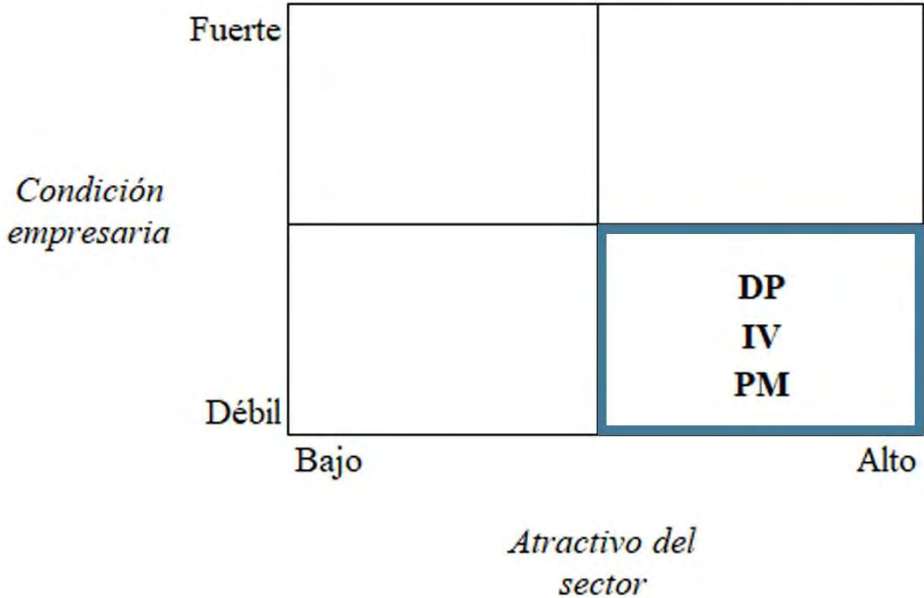 Fuerte
Condición
empresaria
DP
IV
PM
Débil
Bajo
Alto
Atractivo del
sector